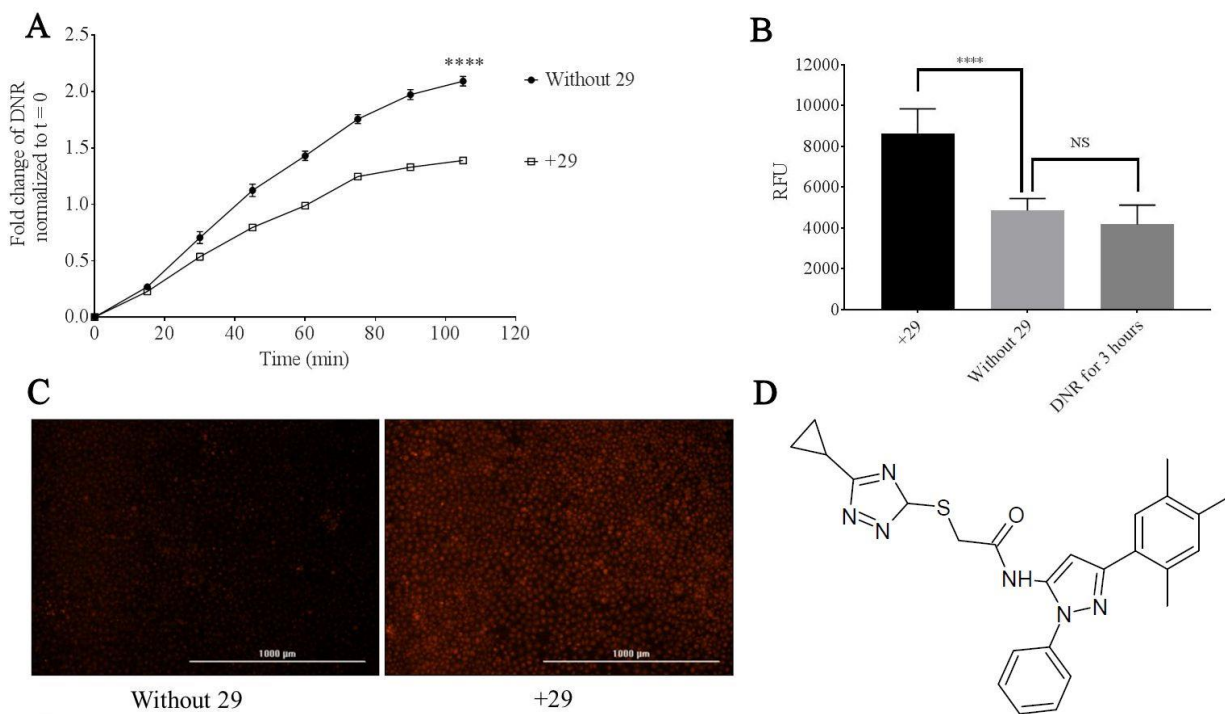 A
Fold change of DNR
normalized to t = 0
2.5
2.0
1.5
1.0
0.5
0.0
0
20
40
60
80
100
120
Time (min)
****
Without 29
+29
B
RFU
12000
10000
8000
6000
4000
2000
0
****
NS
+29
Without 29
DNR for 3 hours
C
1000 μm
1000 μm
Without 29
+29
D
N
N
N
S
O
NH
N
N